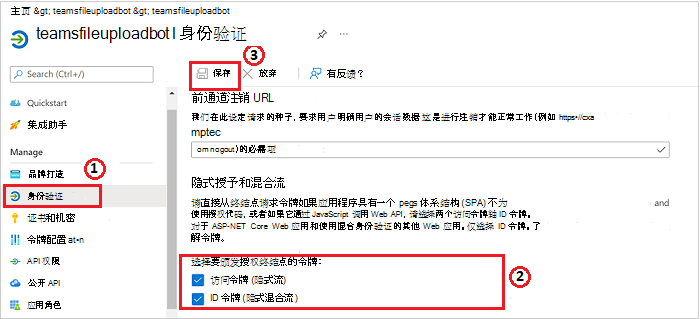 主页 &gt; teamsfileuploadbot &gt; teamsfileuploadbot
teamsfileuploadbot | 身份验证
③
保存 放弃 有反馈?
Search (Ctrl+/)
Quickstart
集成助手
Manage
①
品牌打造
身份验证
证书和机密
令牌配置 at•n
API 权限
公开 API
应用角色
前通道注销 URL
我们在此设定请求的种子, 要求用户明确用户的会话数据 这是进行注销才能正常工作 (例如 https://cxa
mptec
om nogout) 的必需项
隐式授予和混合流
请直接从终结点请求令牌如果应用程序具有一个 pegs 体系结构 (SPA) 不为 and
使用授权代码, 或者如果它通过 JavaScript 调用 Web API, 请选择两个访问令牌结 ID 令牌。
对于 ASP-NET Core Web 应用和使用混合身份验证的其他 Web 应用。仅选择 ID 令牌。了
解令牌。
选择要颁发授权终结点的令牌:
②
访问令牌 (隐式流)
ID 令牌 (隐式混合流)